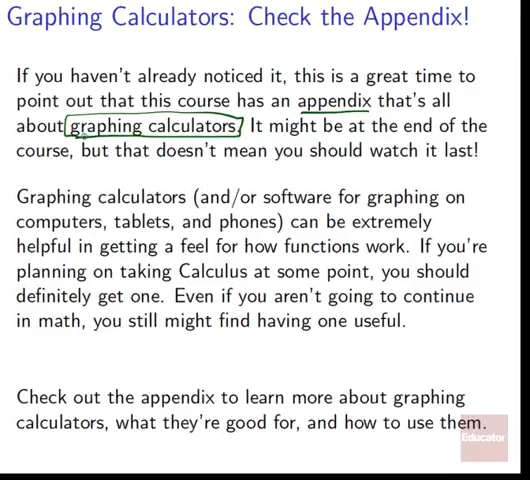 Graphing Calculators: Check the Appendix!
If you haven't already noticed it, this is a great time to
point out that this course has an appendix that's all
about graphing calculators. It might be at the end of the
course, but that doesn't mean you should watch it last!
Graphing calculators (and/or software for graphing on
computers, tablets, and phones) can be extremely
helpful in getting a feel for how functions work. If you're
planning on taking Calculus at some point, you should
definitely get one. Even if you aren't going to continue
in math, you still might find having one useful.
Check out the appendix to learn more about graphing
calculators, what they're good for, and how to use them.
Educator